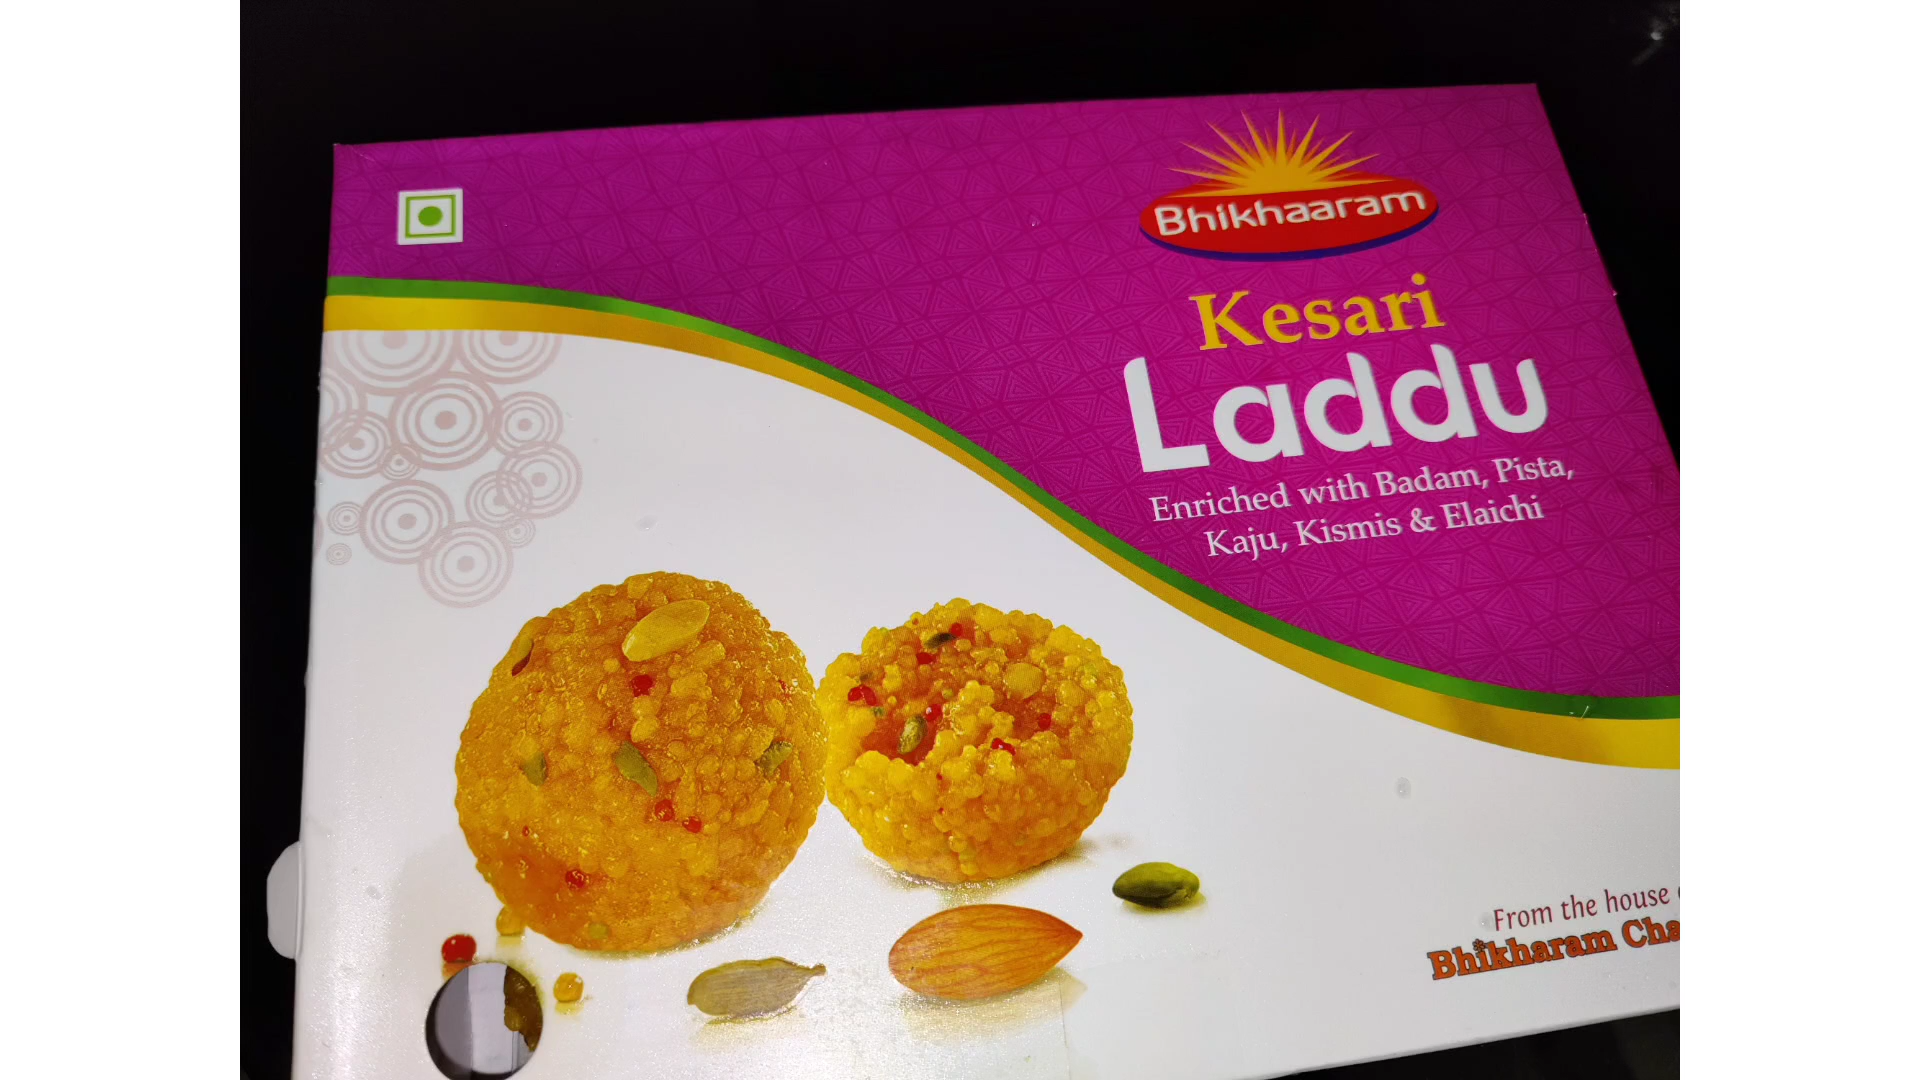 Bhikhaaram
Kesari
Laddu
Enriched with Badam, Pista,
Kaju, Kismis & Elaichi
From the house
Bhikharam